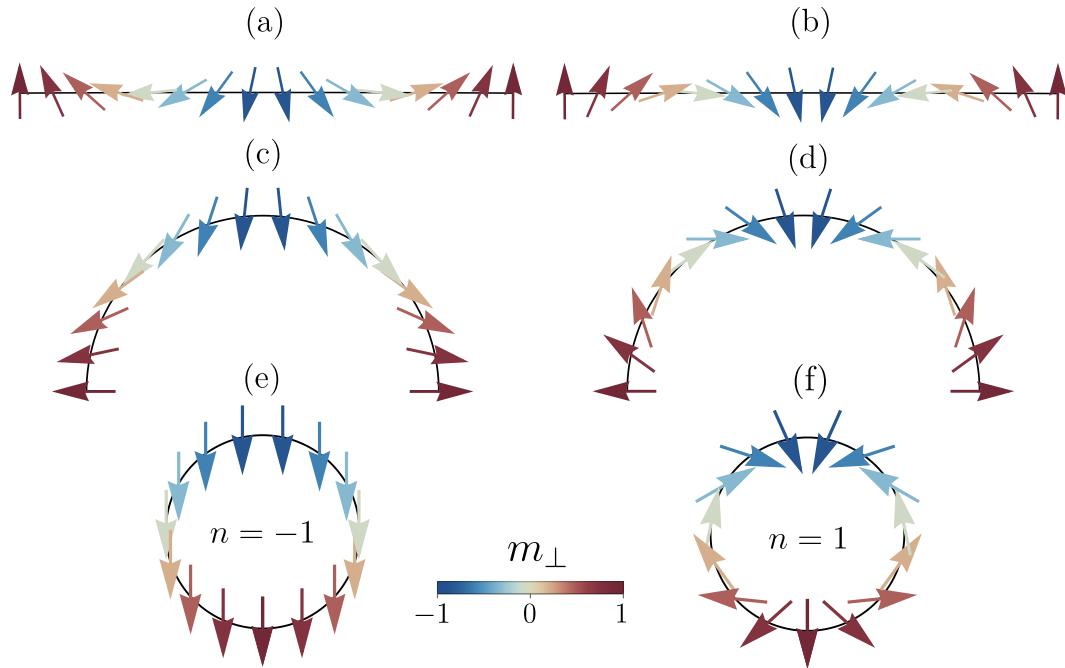 (a) (b)
(c) (d)
(e) (f)
n = −1 n = 1
m⊥
−1 0 1